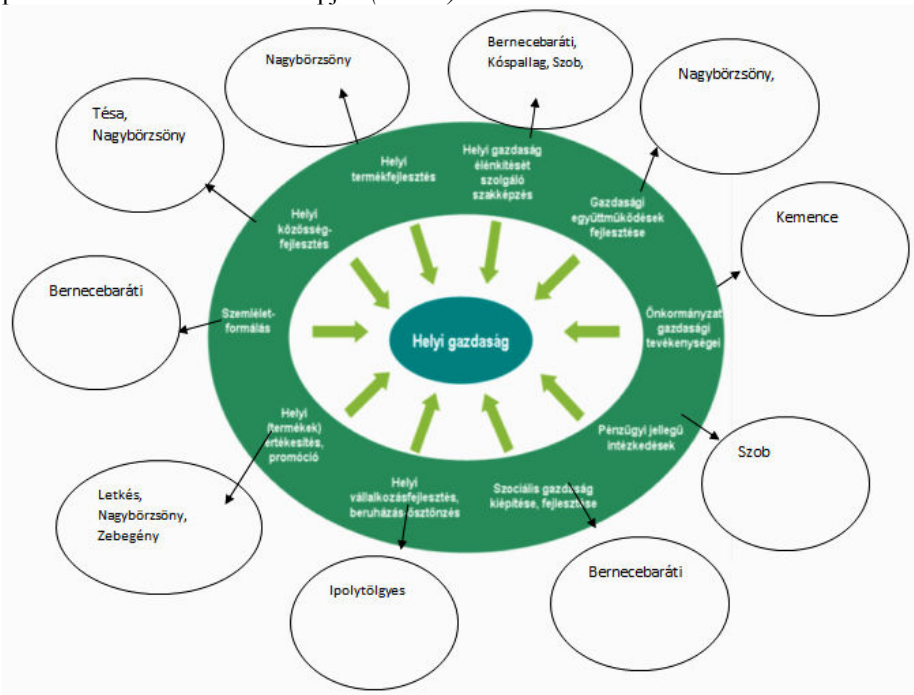 Nagybörzsöny
Bernecebaráti,
Kóspallag, Szob,
Nagybörzsöny,
Tésa,
Nagybörzsöny
Helyi
termékfejlesztés
Helyi gazdaság
élénkítését
szolgáló
szakképzés
Gazdasági
együttműködések
fejlesztése
Kemence
Helyi
közösség-
fejlesztés
Bernecebaráti
Szemlélet-
formálás
Helyi gazdaság
Önkormányzat
gazdasági
tevékenységei
Helyi
(termékek)
értékesítés,
promóció
Pénzügyi jellegű
intézkedések
Szob
Letkés,
Nagybörzsöny,
Zebegény
Helyi
vállalkozásfejlesztés,
beruházás-ösztönzés
Szociális gazdaság
kiépítése, fejlesztése
Ipolytölgyes
Bernecebaráti